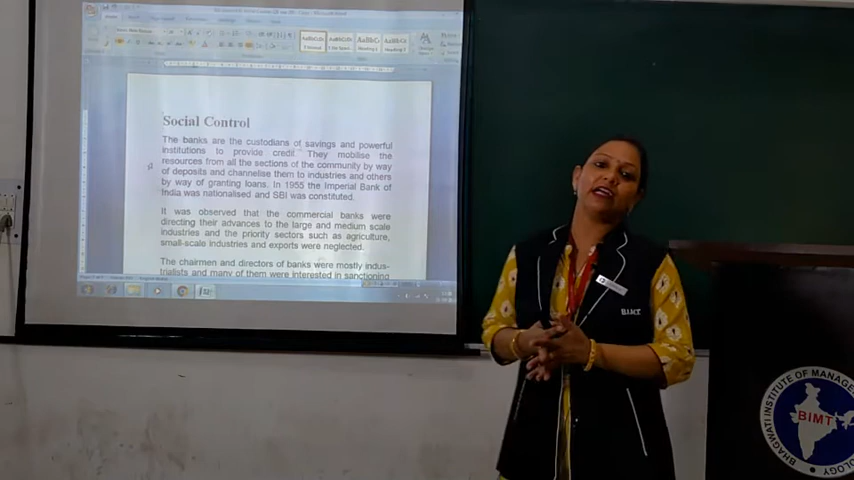 Social Control
The banks are the custodians of savings and powerful
institutions to provide credit. They mobilise the
resources from all the sections of the community by way
of deposits and channelise them to industries and others
by way of granting loans. In 1955 the Imperial Bank of
India was nationalised and SBI was constituted.
It was observed that the commercial banks were
directing their advances to the large and medium scale
industries and the priority sectors such as agriculture,
small-scale industries and exports were neglected.
The chairmen and directors of banks were mostly indus-
trialists and many of them were interested in sanctioning
B.I.M.T.
BHAGWATI INSTITUTE OF MANAGE
BIMT